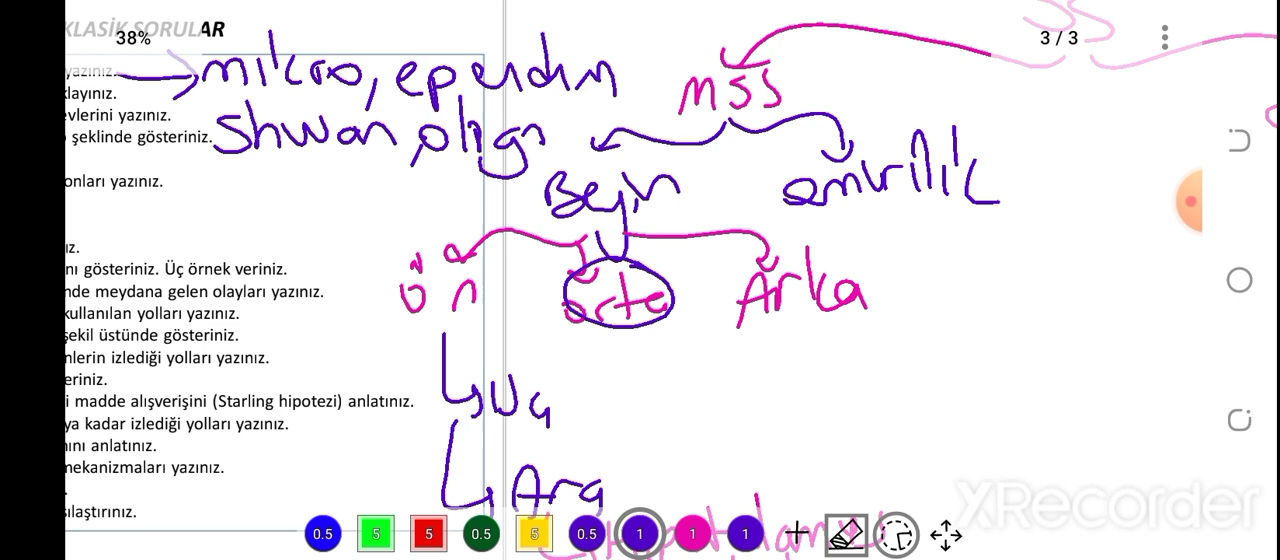 KLASİK SORULAR
38%
3 / 3
yazınız.
mikro, ependim
MSS
klayınız.
evlerini yazınız.
şeklinde gösteriniz.
Shwan, oligo
Beyin
omurilik
onları yazınız.
ız.
nı gösteriniz. Üç örnek veriniz.
ön
orta
Arka
nde meydana gelen olayları yazınız.
kullanılan yolları yazınız.
şekil üstünde gösteriniz.
nlerin izlediği yolları yazınız.
eriniz.
i madde alışverişini (Starling hipotezi) anlatınız.
Uç
ya kadar izlediği yolları yazınız.
nını anlatınız.
mekanizmaları yazınız.
Ara
şılaştırınız.
0.5 5 5 0.5 5 0.5 1 1 1
XRecorder